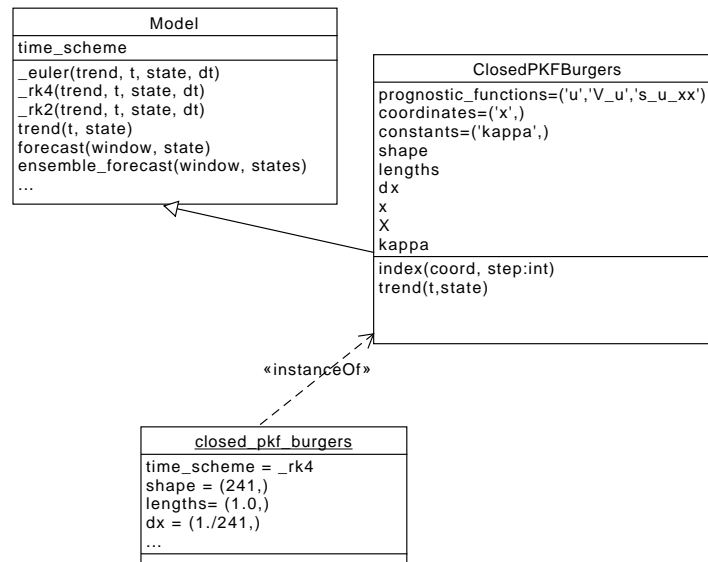 Model
time_scheme
_euler(trend, t, state, dt)
_rk4(trend, t, state, dt)
_rk2(trend, t, state, dt)
trend(t, state)
forecast(window, state)
ensemble_forecast(window, states)
...
ClosedPKFBurgers
prognostic_functions=('u','V_u','s_u_xx')
coordinates=('x',)
constants=('kappa',)
shape
lengths
dx
x
X
kappa
index(coord, step:int)
trend(t,state)
«instanceOf»
closed_pkf_burgers
time_scheme = _rk4
shape = (241,)
lengths= (1.0,)
dx = (1./241,)
...